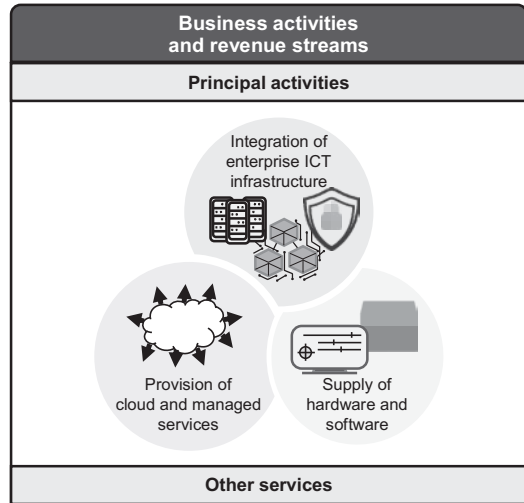 Business activities
and revenue streams
Principal activities
Integration of
enterprise ICT
infrastructure
Provision of
cloud and managed
services
Supply of
hardware and
software
Other services